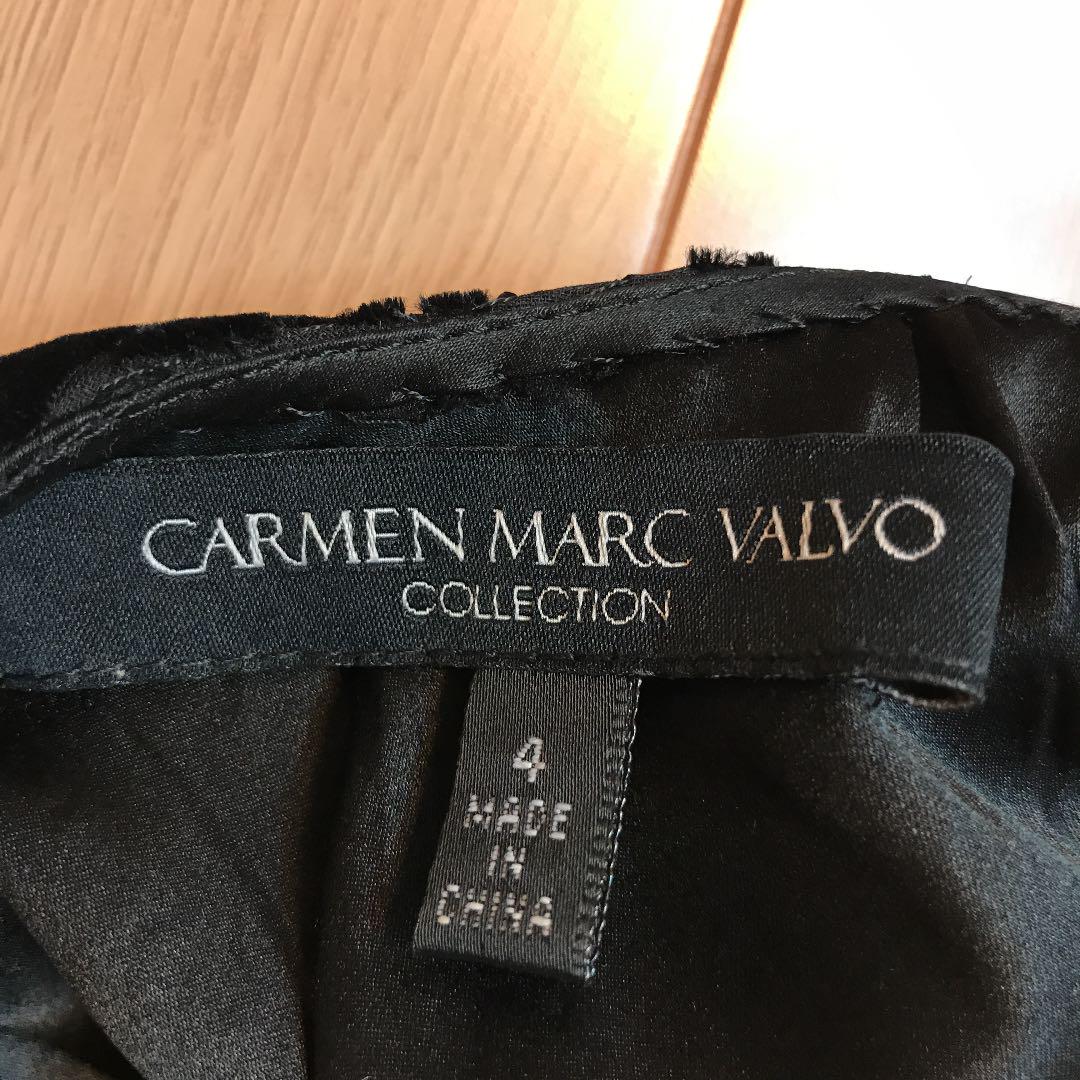 CARMEN MARC VALVO
COLLECTION
4
MADE
IN
CHINA